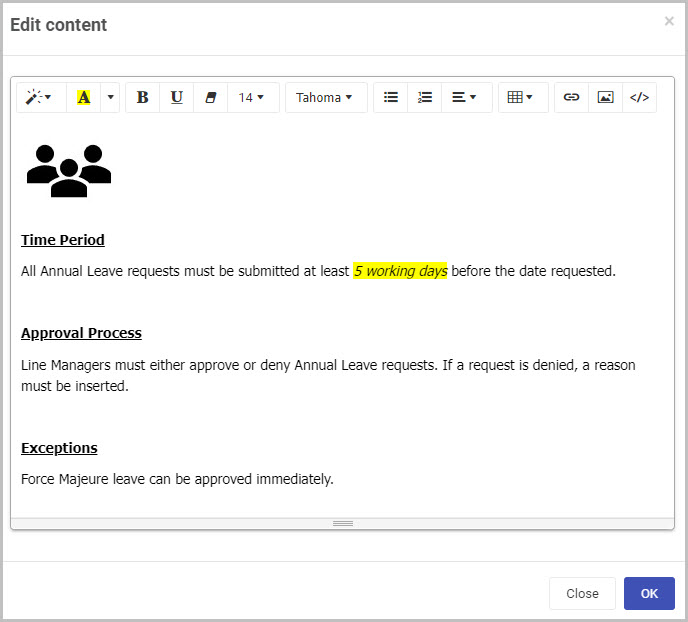 Edit content
×
A B U 14 Tahoma </>
Time Period
All Annual Leave requests must be submitted at least 5 working days before the date requested.
Approval Process
Line Managers must either approve or deny Annual Leave requests. If a request is denied, a reason
must be inserted.
Exceptions
Force Majeure leave can be approved immediately.
Close OK